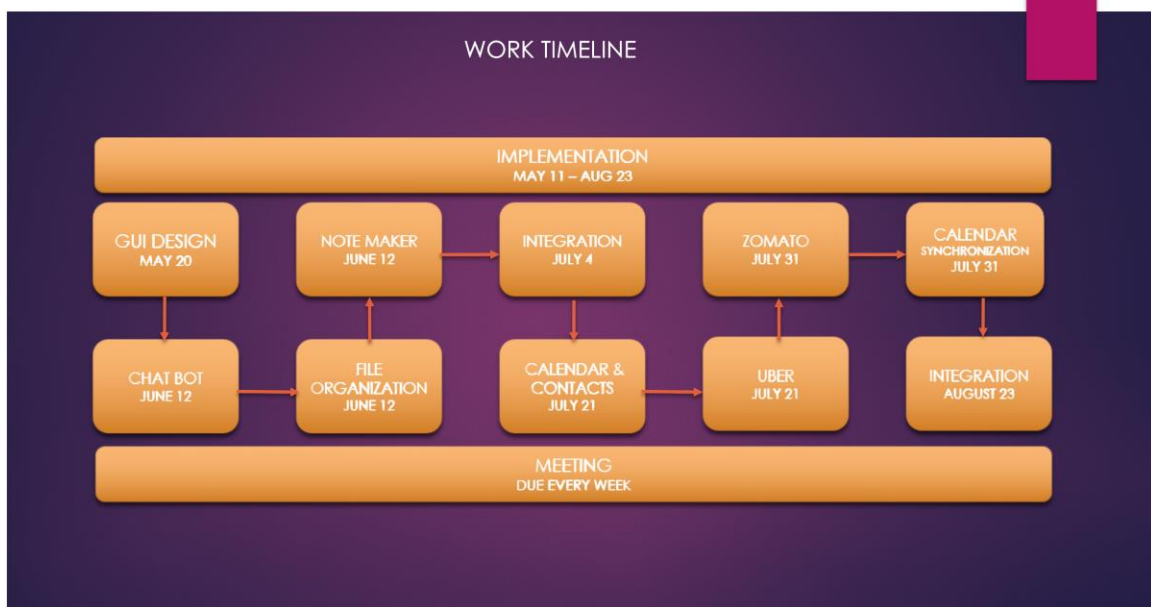 WORK TIMELINE
IMPLEMENTATION
MAY 11 – AUG 23
GUI DESIGN
MAY 20
NOTE MAKER
JUNE 12
INTEGRATION
JULY 4
ZOMATO
JULY 31
CALENDAR
SYNCHRONIZATION
JULY 31
CHAT BOT
JUNE 12
FILE
ORGANIZATION
JUNE 12
CALENDAR &
CONTACTS
JULY 21
UBER
JULY 21
INTEGRATION
AUGUST 23
MEETING
DUE EVERY WEEK